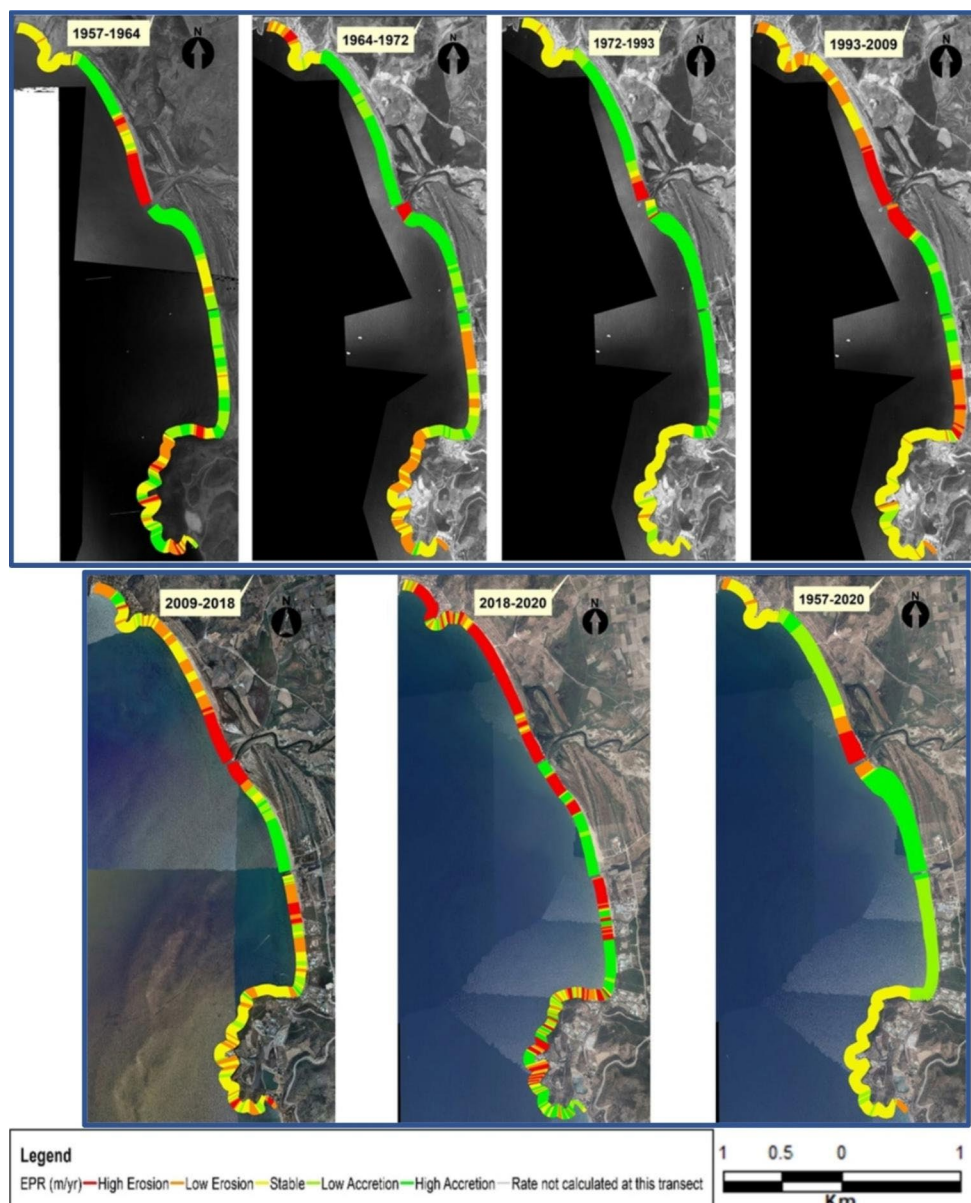 1957-1964
N
1964-1972
N
1972-1993
N
1993-2009
N
2009-2018
N
2018-2020
N
1957-2020
N
Legend
EPR (m/yr) High Erosion Low Erosion Stable Low Accretion High Accretion Rate not calculated at this transect
1 0.5 0 1
Km